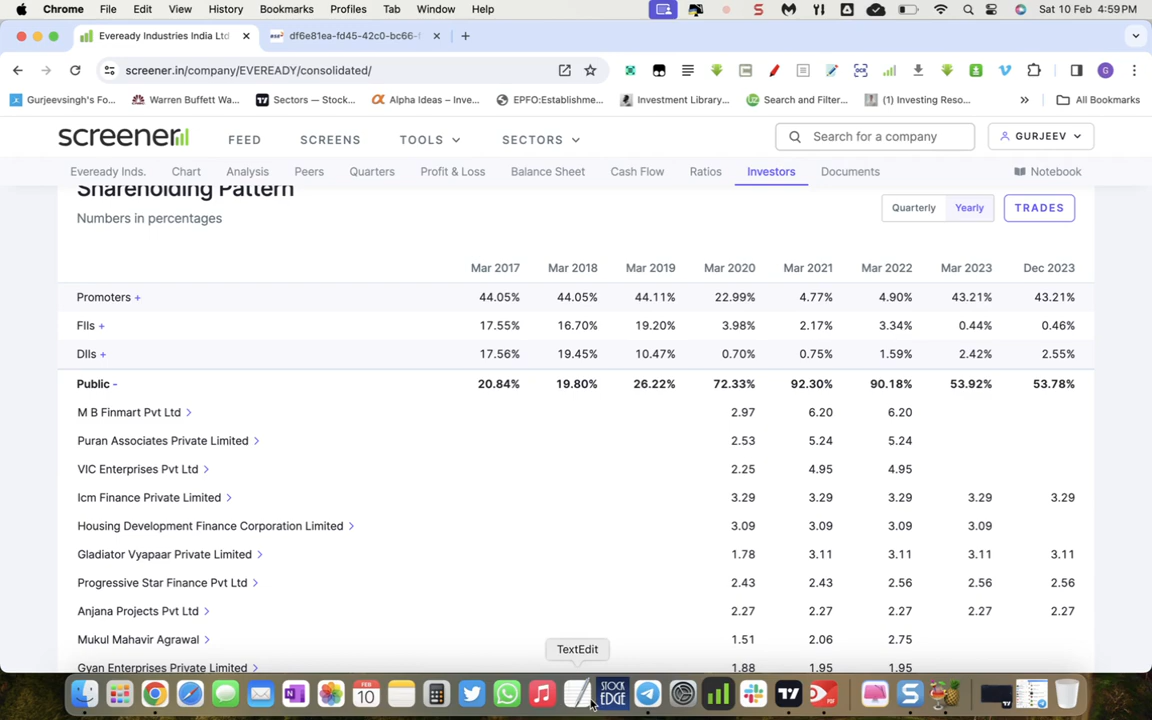 Chrome File Edit View History Bookmarks Profiles Tab Window Help Sat 10 Feb 4:59 PM
Eveready Industries India Ltd df6e81ea-fd45-42c0-bc66-f
screener.in/company/EVEREADY/consolidated/
Gurjeevsingh's Fo... Warren Buffett Wa... Sectors — Stock... Alpha Ideas – Inve... EPFO:Establishme... Investment Library... Search and Filter... (1) Investing Reso... » All Bookmarks
screener FEED SCREENS TOOLS SECTORS Search for a company GURJEEV
Eveready Inds. Chart Analysis Peers Quarters Profit & Loss Balance Sheet Cash Flow Ratios Investors Documents Notebook
Shareholding Pattern
Numbers in percentages Quarterly Yearly TRADES
Mar 2017 Mar 2018 Mar 2019 Mar 2020 Mar 2021 Mar 2022 Mar 2023 Dec 2023
Promoters + 44.05% 44.05% 44.11% 22.99% 4.77% 4.90% 43.21% 43.21%
FIIs + 17.55% 16.70% 19.20% 3.98% 2.17% 3.34% 0.44% 0.46%
DIIs + 17.56% 19.45% 10.47% 0.70% 0.75% 1.59% 2.42% 2.55%
Public - 20.84% 19.80% 26.22% 72.33% 92.30% 90.18% 53.92% 53.78%
M B Finmart Pvt Ltd 2.97 6.20 6.20
Puran Associates Private Limited 2.53 5.24 5.24
VIC Enterprises Pvt Ltd 2.25 4.95 4.95
Icm Finance Private Limited 3.29 3.29 3.29 3.29 3.29
Housing Development Finance Corporation Limited 3.09 3.09 3.09 3.09
Gladiator Vyapaar Private Limited 1.78 3.11 3.11 3.11 3.11
Progressive Star Finance Pvt Ltd 2.43 2.43 2.56 2.56 2.56
Anjana Projects Pvt Ltd 2.27 2.27 2.27 2.27 2.27
Mukul Mahavir Agrawal 1.51 2.06 2.75
TextEdit
Gyan Enterprises Private Limited 1.88 1.95 1.95
FEB
10
STOCK
EDGE